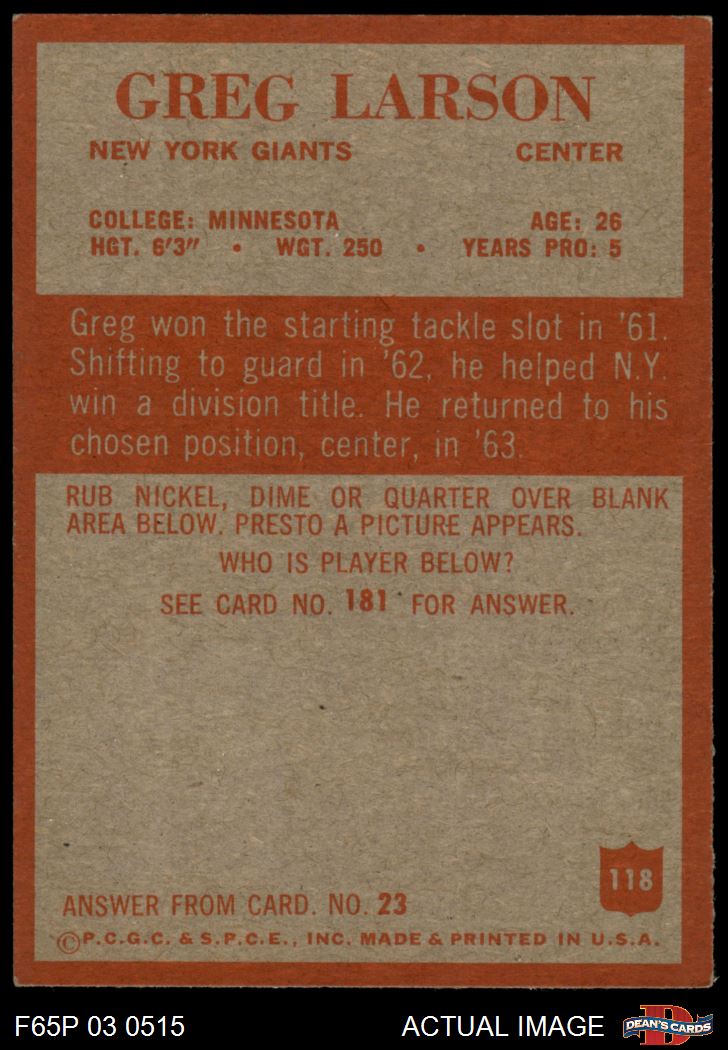 GREG LARSON
NEW YORK GIANTS CENTER
COLLEGE: MINNESOTA AGE: 26
HGT. 6'3" • WGT. 250 • YEARS PRO: 5
Greg won the starting tackle slot in '61.
Shifting to guard in '62, he helped N.Y.
win a division title. He returned to his
chosen position, center, in '63.
RUB NICKEL, DIME OR QUARTER OVER BLANK
AREA BELOW. PRESTO A PICTURE APPEARS.
WHO IS PLAYER BELOW?
SEE CARD NO. 181 FOR ANSWER.
118
ANSWER FROM CARD. NO. 23
©P.C.G.C. & S.P.C.E., INC. MADE & PRINTED IN U.S.A.
F65P 03 0515 ACTUAL IMAGE D DEAN'S CARDS